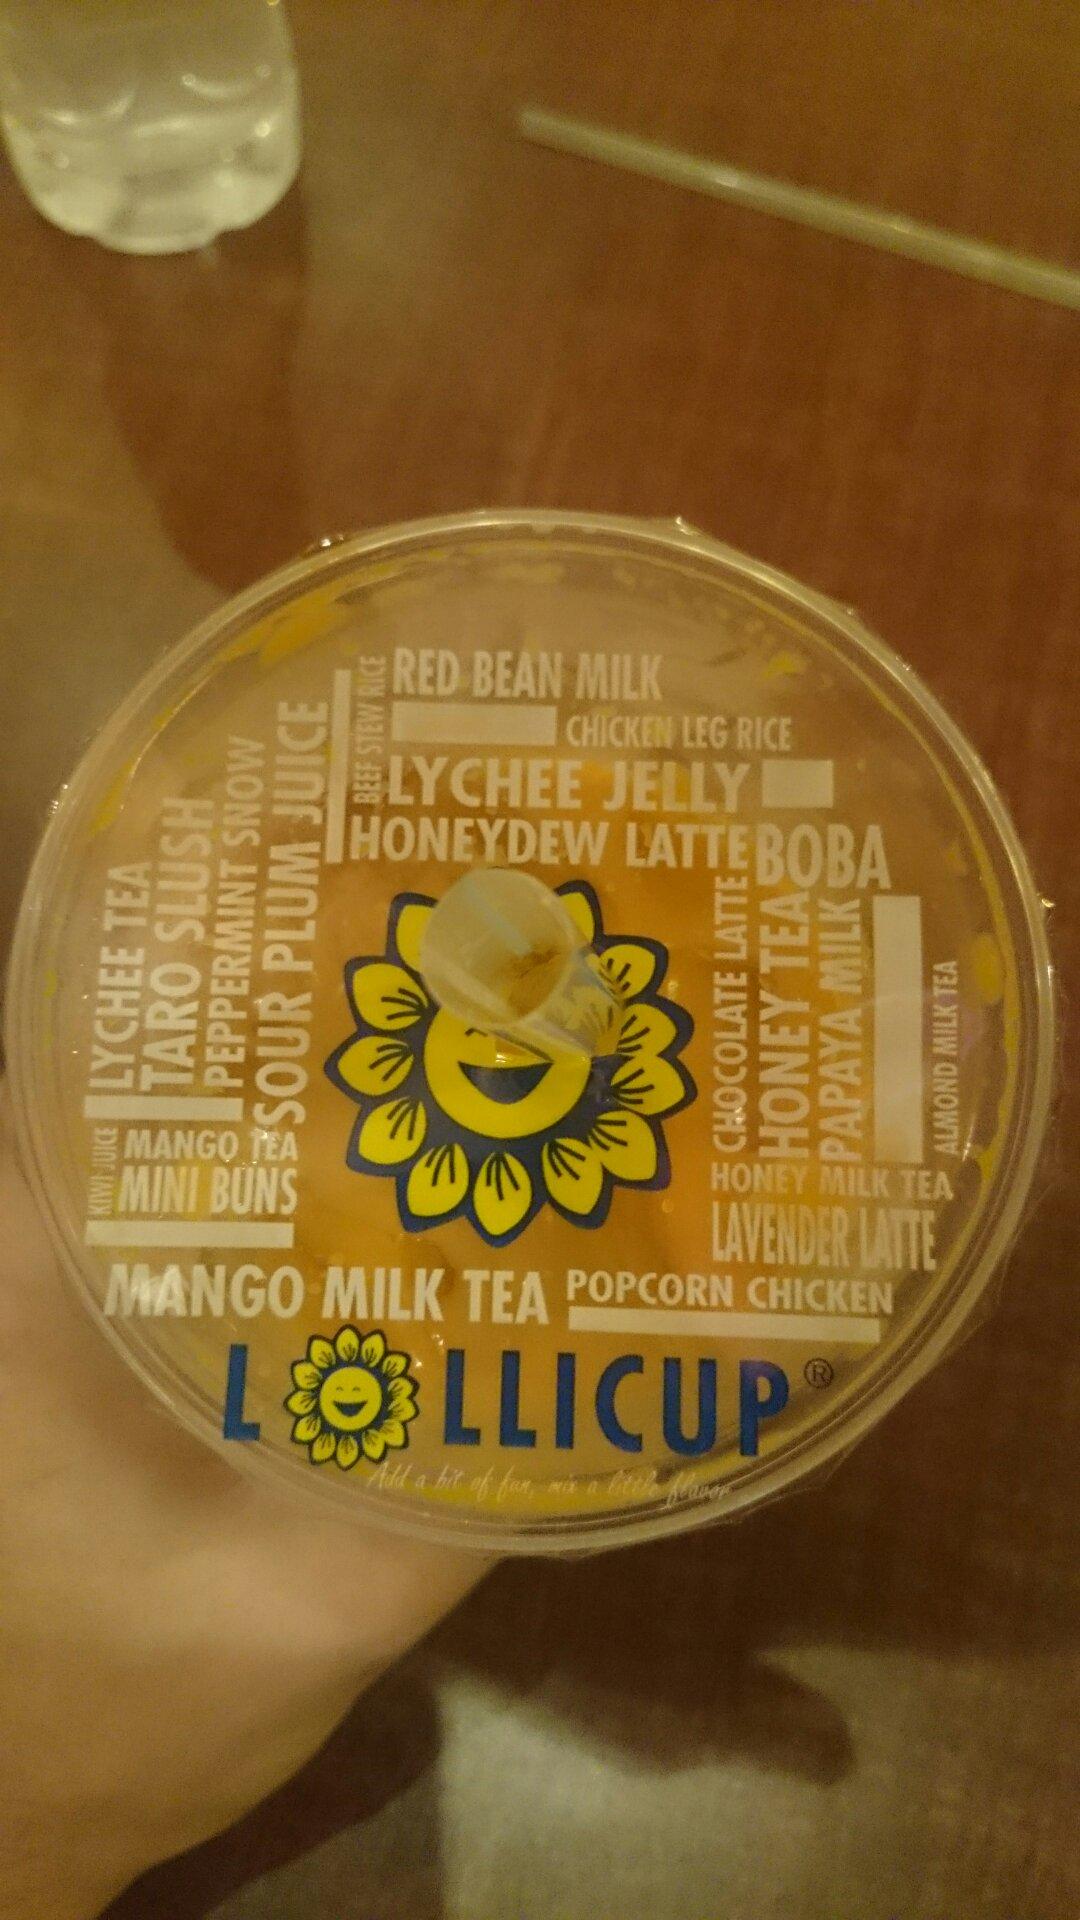 RED BEAN MILK
BEEF STEW RICE
CHICKEN LEG RICE
LYCHEE JELLY
HONEYDEW LATTE
BOBA
LYCHEE TEA
TARO SLUSH
PEPPERMINT SNOW
SOUR PLUM JUICE
CHOCOLATE LATTE
HONEY TEA
PAPAYA MILK
ALMOND MILK TEA
KIWI JUICE
MANGO TEA
MINI BUNS
HONEY MILK TEA
LAVENDER LATTE
MANGO MILK TEA
POPCORN CHICKEN
LOLLICUP®
Add a bit of fun, mix a little flavor